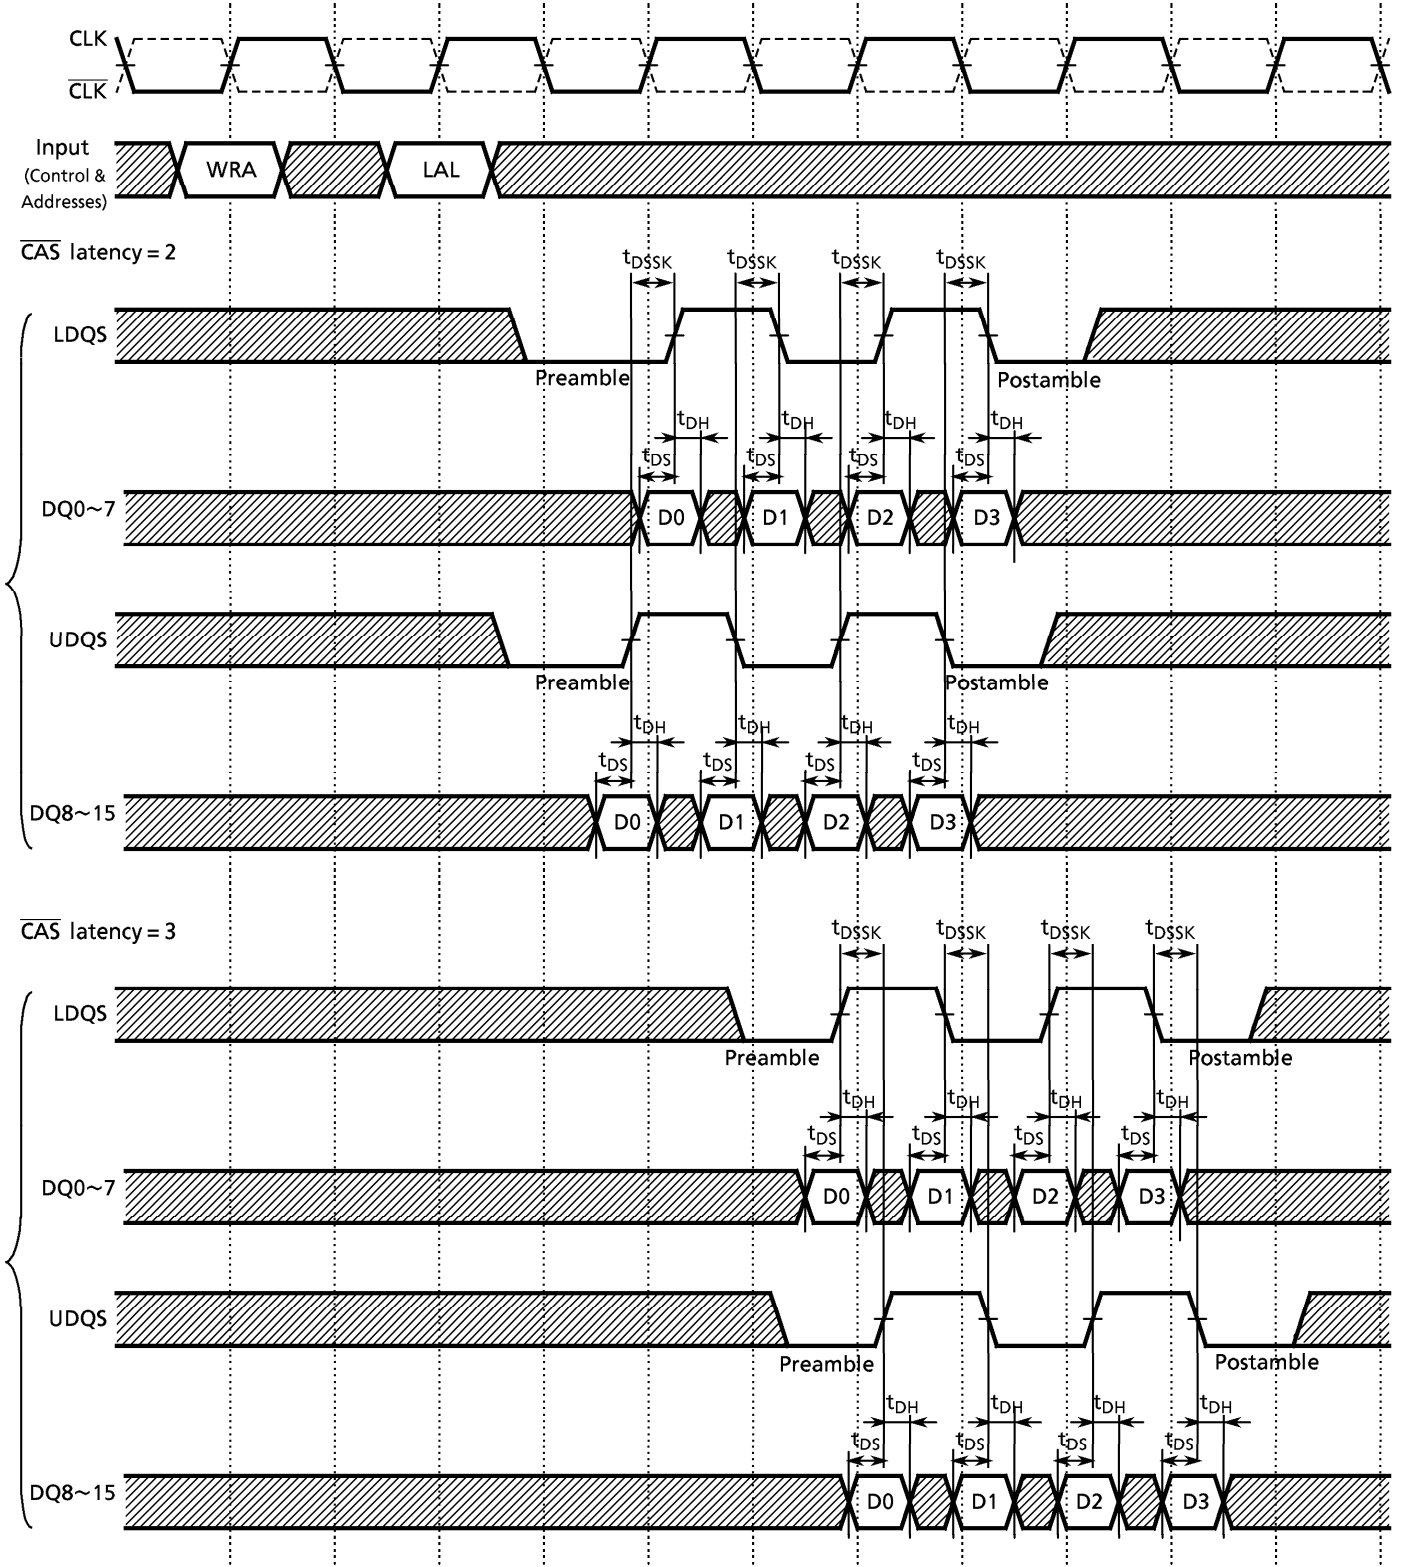 CLK
CLK
Input
(Control &
Addresses)
WRA LAL
CAS latency = 2
tDSSK tDSSK tDSSK tDSSK
LDQS
Preamble Postamble
tDH tDH tDH tDH
tDS tDS tDS tDS
DQ0~7 D0 D1 D2 D3
UDQS
Preamble Postamble
tDH tDH tDH tDH
tDS tDS tDS tDS
DQ8~15 D0 D1 D2 D3
CAS latency = 3
tDSSK tDSSK tDSSK tDSSK
LDQS
Preamble Postamble
tDH tDH tDH tDH
tDS tDS tDS tDS
DQ0~7 D0 D1 D2 D3
UDQS
Preamble Postamble
tDH tDH tDH tDH
tDS tDS tDS tDS
DQ8~15 D0 D1 D2 D3